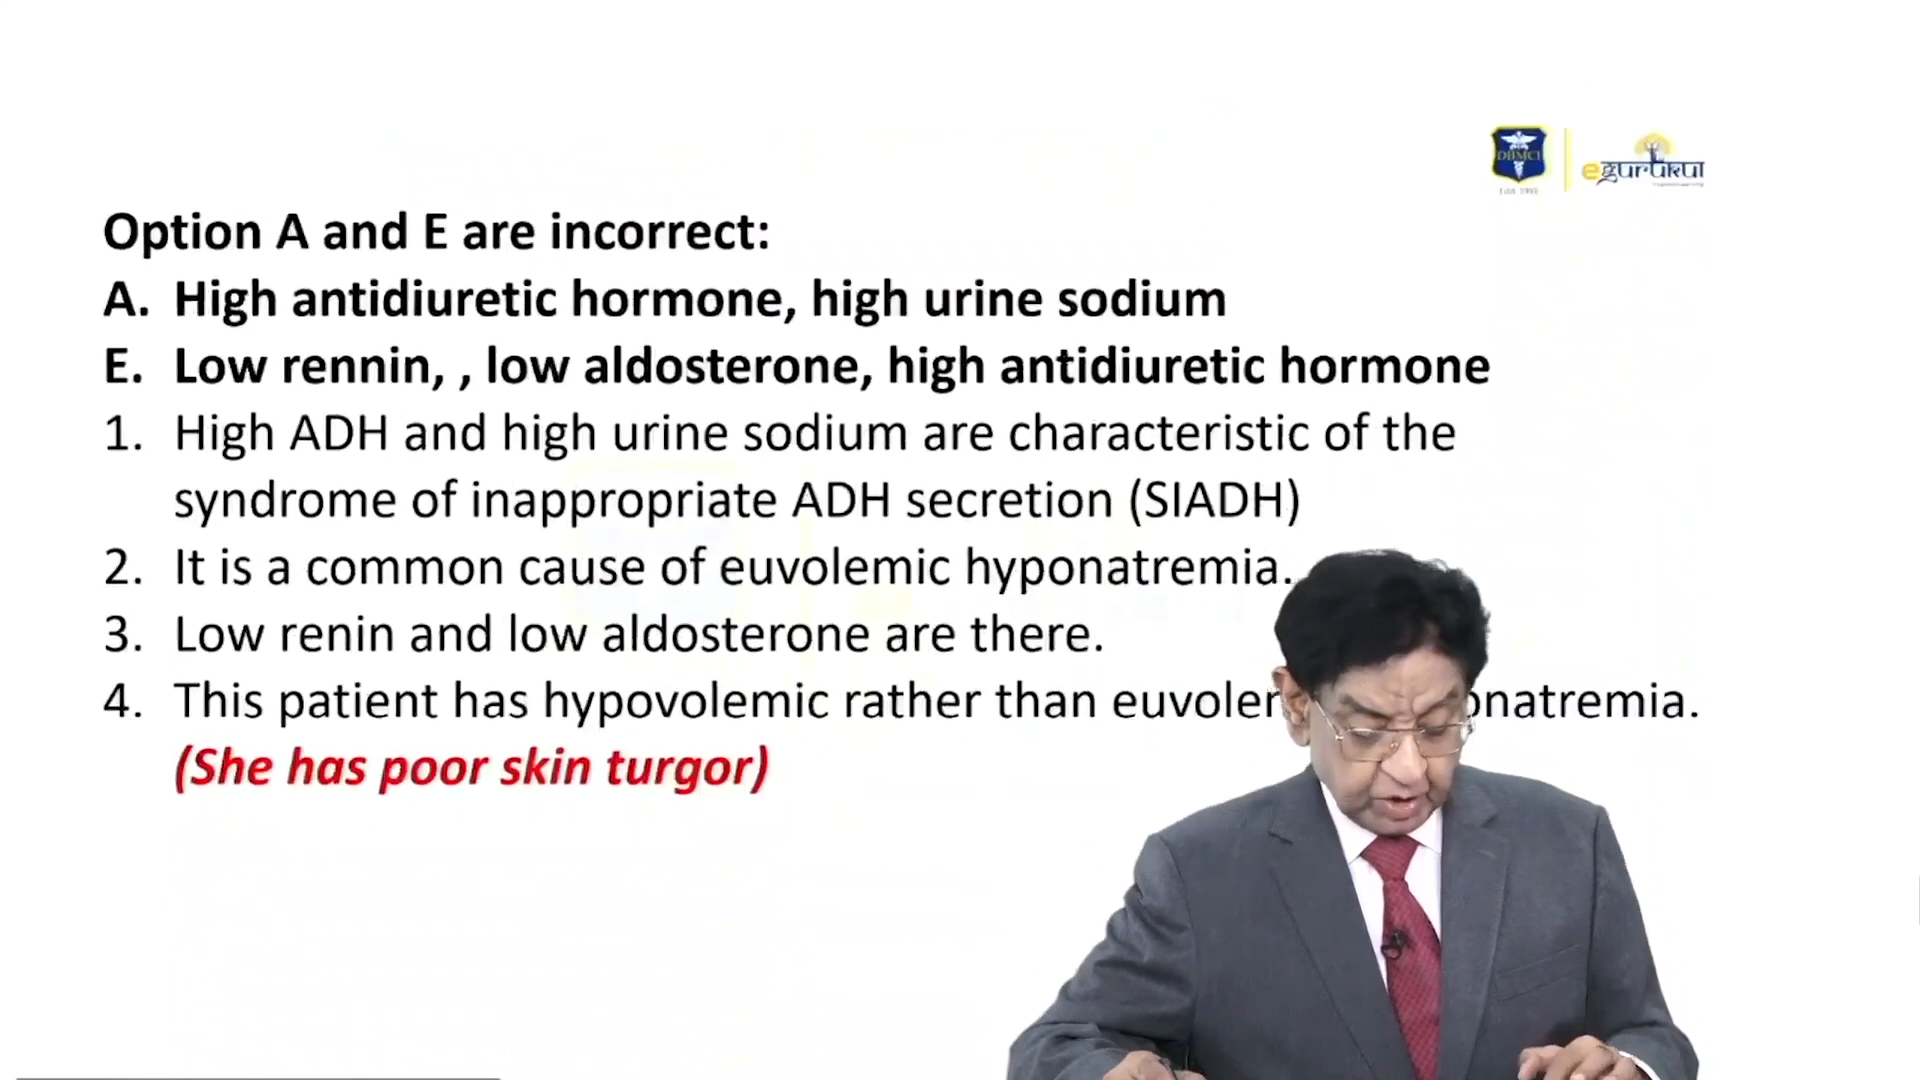 DBMCI
egurukul
Option A and E are incorrect:
A. High antidiuretic hormone, high urine sodium
E. Low rennin, , low aldosterone, high antidiuretic hormone
1. High ADH and high urine sodium are characteristic of the
syndrome of inappropriate ADH secretion (SIADH)
2. It is a common cause of euvolemic hyponatremia.
3. Low renin and low aldosterone are there.
4. This patient has hypovolemic rather than
(She has poor skin turgor)